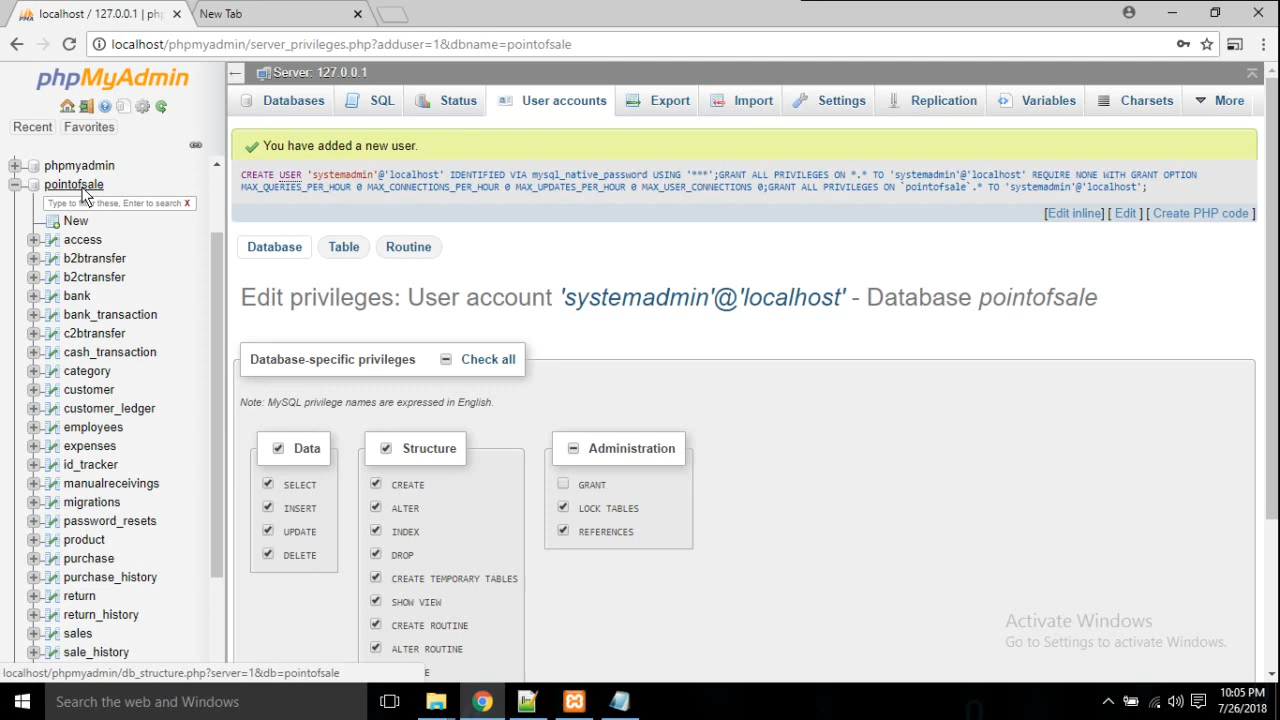 localhost / 127.0.0.1 | ph
New Tab
localhost/phpmyadmin/server_privileges.php?adduser=1&dbname=pointofsale
phpMyAdmin
Recent
Favorites
phpmyadmin
pointofsale
these, Enter to search X
New
access
b2btransfer
b2ctransfer
bank
bank_transaction
c2btransfer
cash_transaction
category
customer
customer_ledger
employees
expenses
id_tracker
manualreceivings
migrations
password_resets
product
purchase
purchase_history
return
return_history
sales
sale_history
localhost/phpmyadmin/db_structure.php?server=1&db=pointofsale
Server: 127.0.0.1
Databases
SQL
Status
User accounts
Export
Import
Settings
Replication
Variables
Charsets
More
You have added a new user.
CREATE USER 'systemadmin'@'localhost' IDENTIFIED VIA mysql_native_password USING '***';GRANT ALL PRIVILEGES ON *.* TO 'systemadmin'@'localhost' REQUIRE NONE WITH GRANT OPTION
MAX_QUERIES_PER_HOUR 0 MAX_CONNECTIONS_PER_HOUR 0 MAX_UPDATES_PER_HOUR 0 MAX_USER_CONNECTIONS 0;GRANT ALL PRIVILEGES ON `pointofsale`.* TO 'systemadmin'@'localhost';
[Edit inline] [ Edit ] [ Create PHP code ]
Database
Table
Routine
Edit privileges: User account 'systemadmin'@'localhost' - Database pointofsale
Database-specific privileges
Check all
Note: MySQL privilege names are expressed in English.
Data
SELECT
INSERT
UPDATE
DELETE
Structure
CREATE
ALTER
INDEX
DROP
CREATE TEMPORARY TABLES
SHOW VIEW
CREATE ROUTINE
ALTER ROUTINE
Administration
GRANT
LOCK TABLES
REFERENCES
Activate Windows
Go to Settings to activate Windows.
Search the web and Windows
10:05 PM
7/26/2018